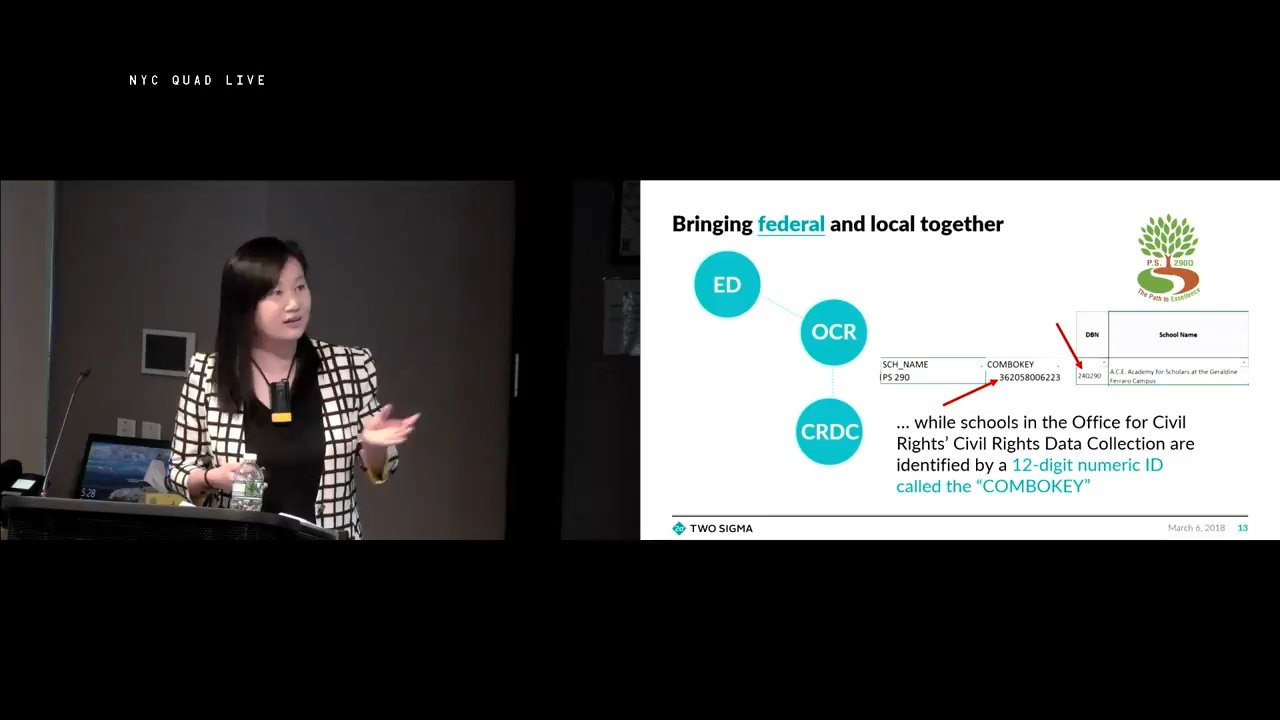 NYC QUAD LIVE
5:28
Bringing federal and local together
ED
OCR
CRDC
P.S. 290Q
The Path to Excellence
DBN
School Name
24Q290
A.C.E. Academy for Scholars at the Geraldine
Ferraro Campus
SCH_NAME
COMBOKEY
PS 290
362058006223
... while schools in the Office for Civil
Rights' Civil Rights Data Collection are
identified by a 12-digit numeric ID
called the “COMBOKEY”
TWO SIGMA
March 6, 2018
13